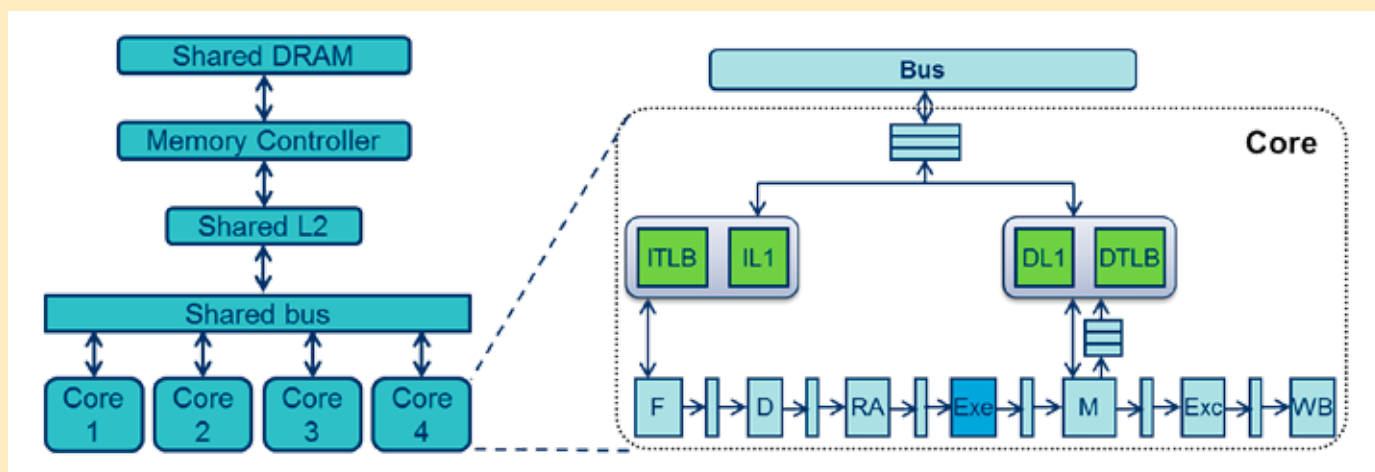 Shared DRAM
Memory Controller
Shared L2
Shared bus
Core 1
Core 2
Core 3
Core 4
Bus
Core
ITLB
IL1
DL1
DTLB
F
D
RA
Exe
M
Exc
WB